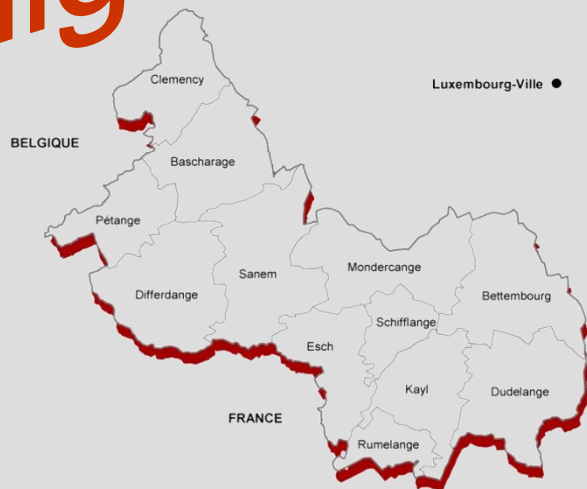 Clemency
Luxembourg-Ville
BELGIQUE
Bascharage
Pétange
Sanem
Mondercange
Differdange
Bettembourg
Schifflange
Esch
Kayl
Dudelange
FRANCE
Rumelange